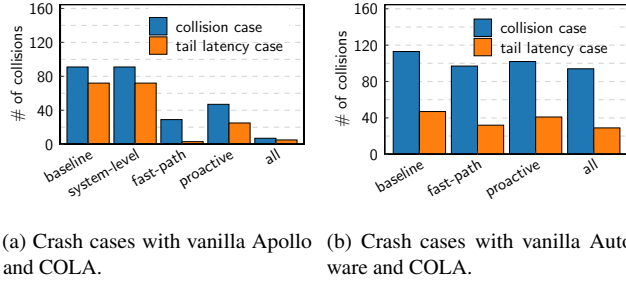 160
120
80
40
0
# of collisions
collision case
tail latency case
baseline
system-level
fast-path
proactive
all
160
120
80
40
0
# of collisions
collision case
tail latency case
baseline
fast-path
proactive
all
(a) Crash cases with vanilla Apollo
and COLA.
(b) Crash cases with vanilla Auto
ware and COLA.